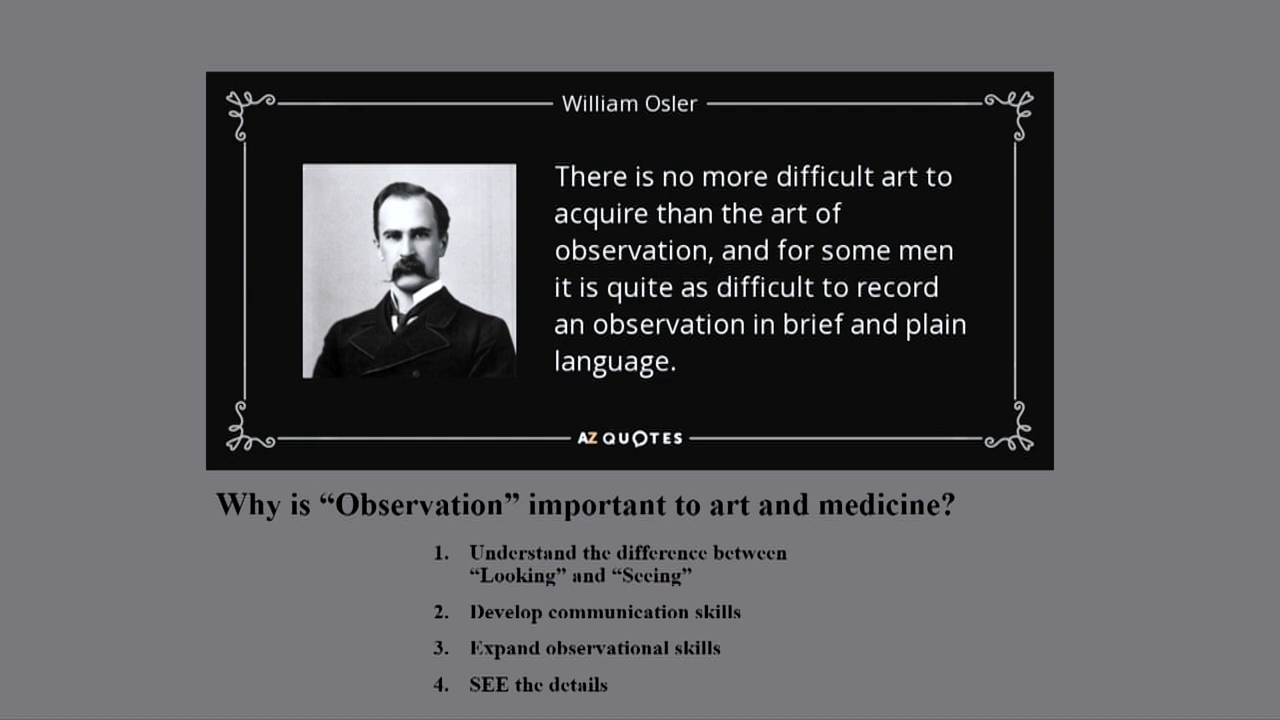 William Osler
There is no more difficult art to
acquire than the art of
observation, and for some men
it is quite as difficult to record
an observation in brief and plain
language.
AZ QUOTES
Why is “Observation” important to art and medicine?
1. Understand the difference between
“Looking” and “Seeing”
2. Develop communication skills
3. Expand observational skills
4. SEE the details